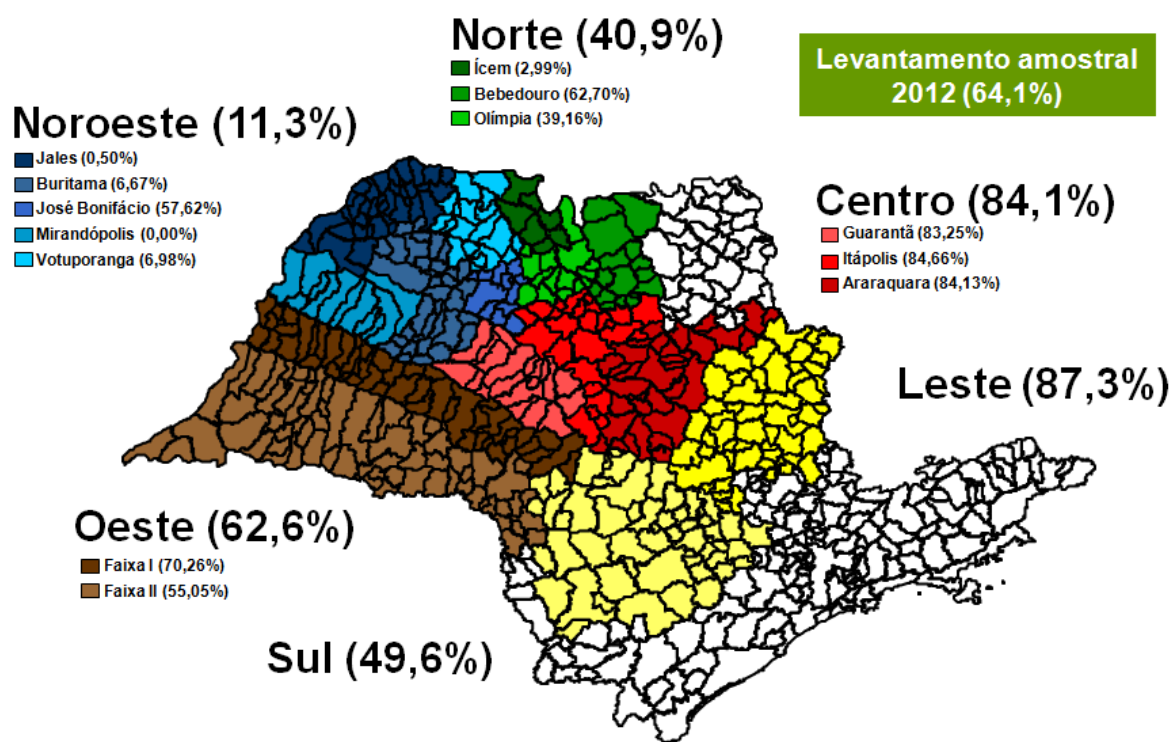 Norte (40,9%)
Ícem (2,99%)
Bebedouro (62,70%)
Olímpia (39,16%)
Levantamento amostral
2012 (64,1%)
Noroeste (11,3%)
Jales (0,50%)
Buritama (6,67%)
José Bonifácio (57,62%)
Mirandópolis (0,00%)
Votuporanga (6,98%)
Centro (84,1%)
Guarantã (83,25%)
Itápolis (84,66%)
Araraquara (84,13%)
Leste (87,3%)
Oeste (62,6%)
Faixa I (70,26%)
Faixa II (55,05%)
Sul (49,6%)